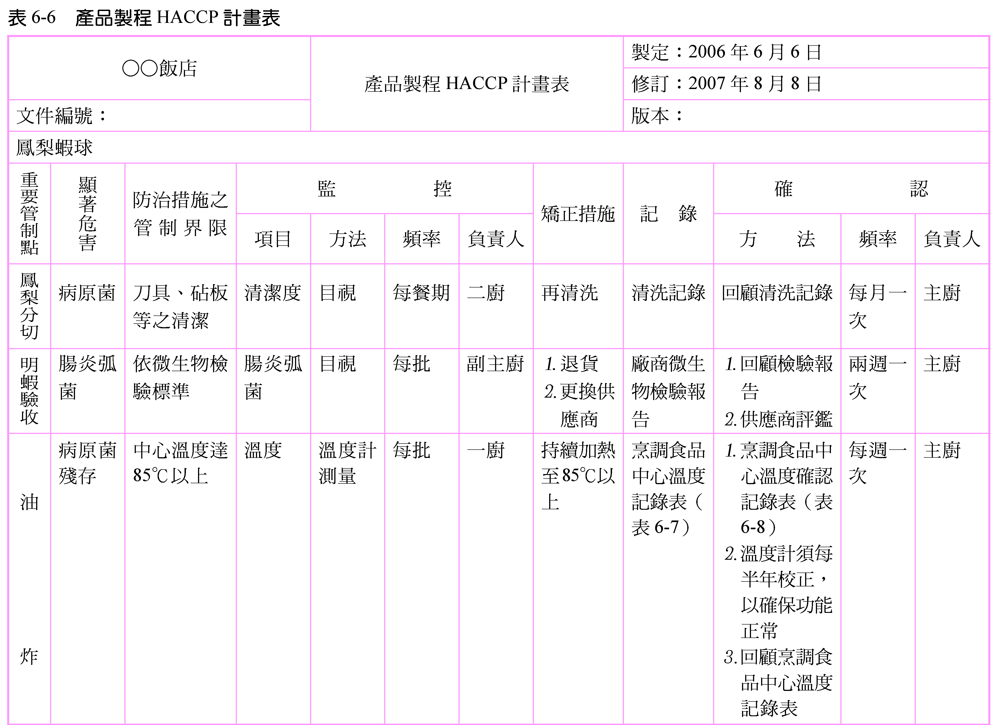 表 6-6　產品製程 HACCP 計畫表
○○飯店
文件編號：
產品製程 HACCP 計畫表
製定：2006 年 6 月 6 日
修訂：2007 年 8 月 8 日
版本：
鳳梨蝦球
重要管制點
顯著危害
防治措施之
管制界限
監控
項目
方法
頻率
負責人
矯正措施
記錄
確認
方法
頻率
負責人
鳳梨分切
病原菌
刀具、砧板
等之清潔
清潔度
目視
每餐期
二廚
再清洗
清洗記錄
回顧清洗記錄
每月一
次
主廚
明蝦驗收
腸炎弧
菌
依微生物檢
驗標準
腸炎弧
菌
目視
每批
副主廚
1. 退貨
2. 更換供
應商
廠商微生
物檢驗報
告
1. 回顧檢驗報
告
2. 供應商評鑑
兩週一
次
主廚
油炸
病原菌
殘存
中心溫度達
85℃以上
溫度
溫度計
測量
每批
一廚
持續加熱
至85℃以
上
烹調食品
中心溫度
記錄表（
表 6-7）
1. 烹調食品中
心溫度確認
記錄表（表
6-8）
2. 溫度計須每
半年校正，
以確保功能
正常
3. 回顧烹調食
品中心溫度
記錄表
每週一
次
主廚